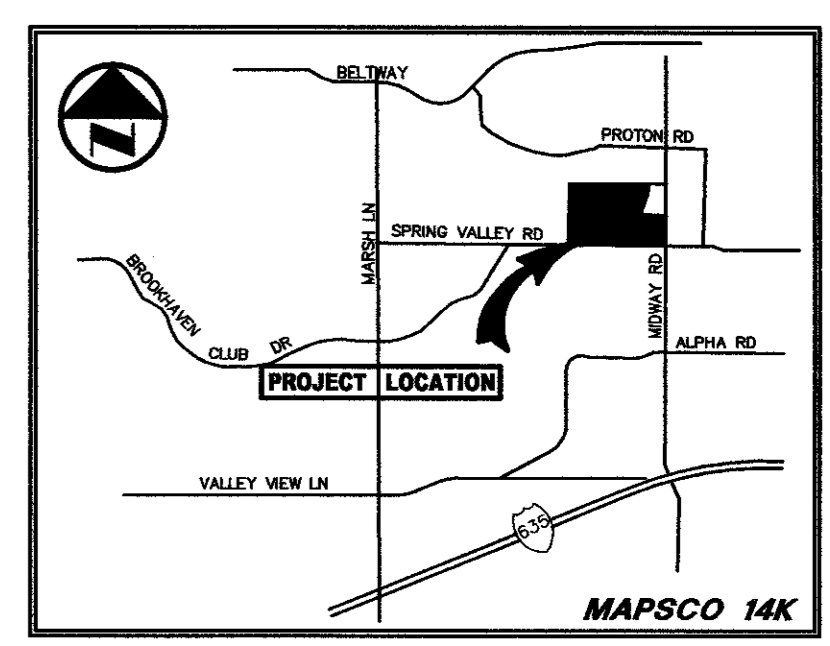 BELTWAY
PROTON RD
N
SPRING VALLEY RD
MARSH LN
MIDWAY RD
BROOKHAVEN
CLUB
DR
ALPHA RD
PROJECT LOCATION
VALLEY VIEW LN
635
MAPSCO 14K